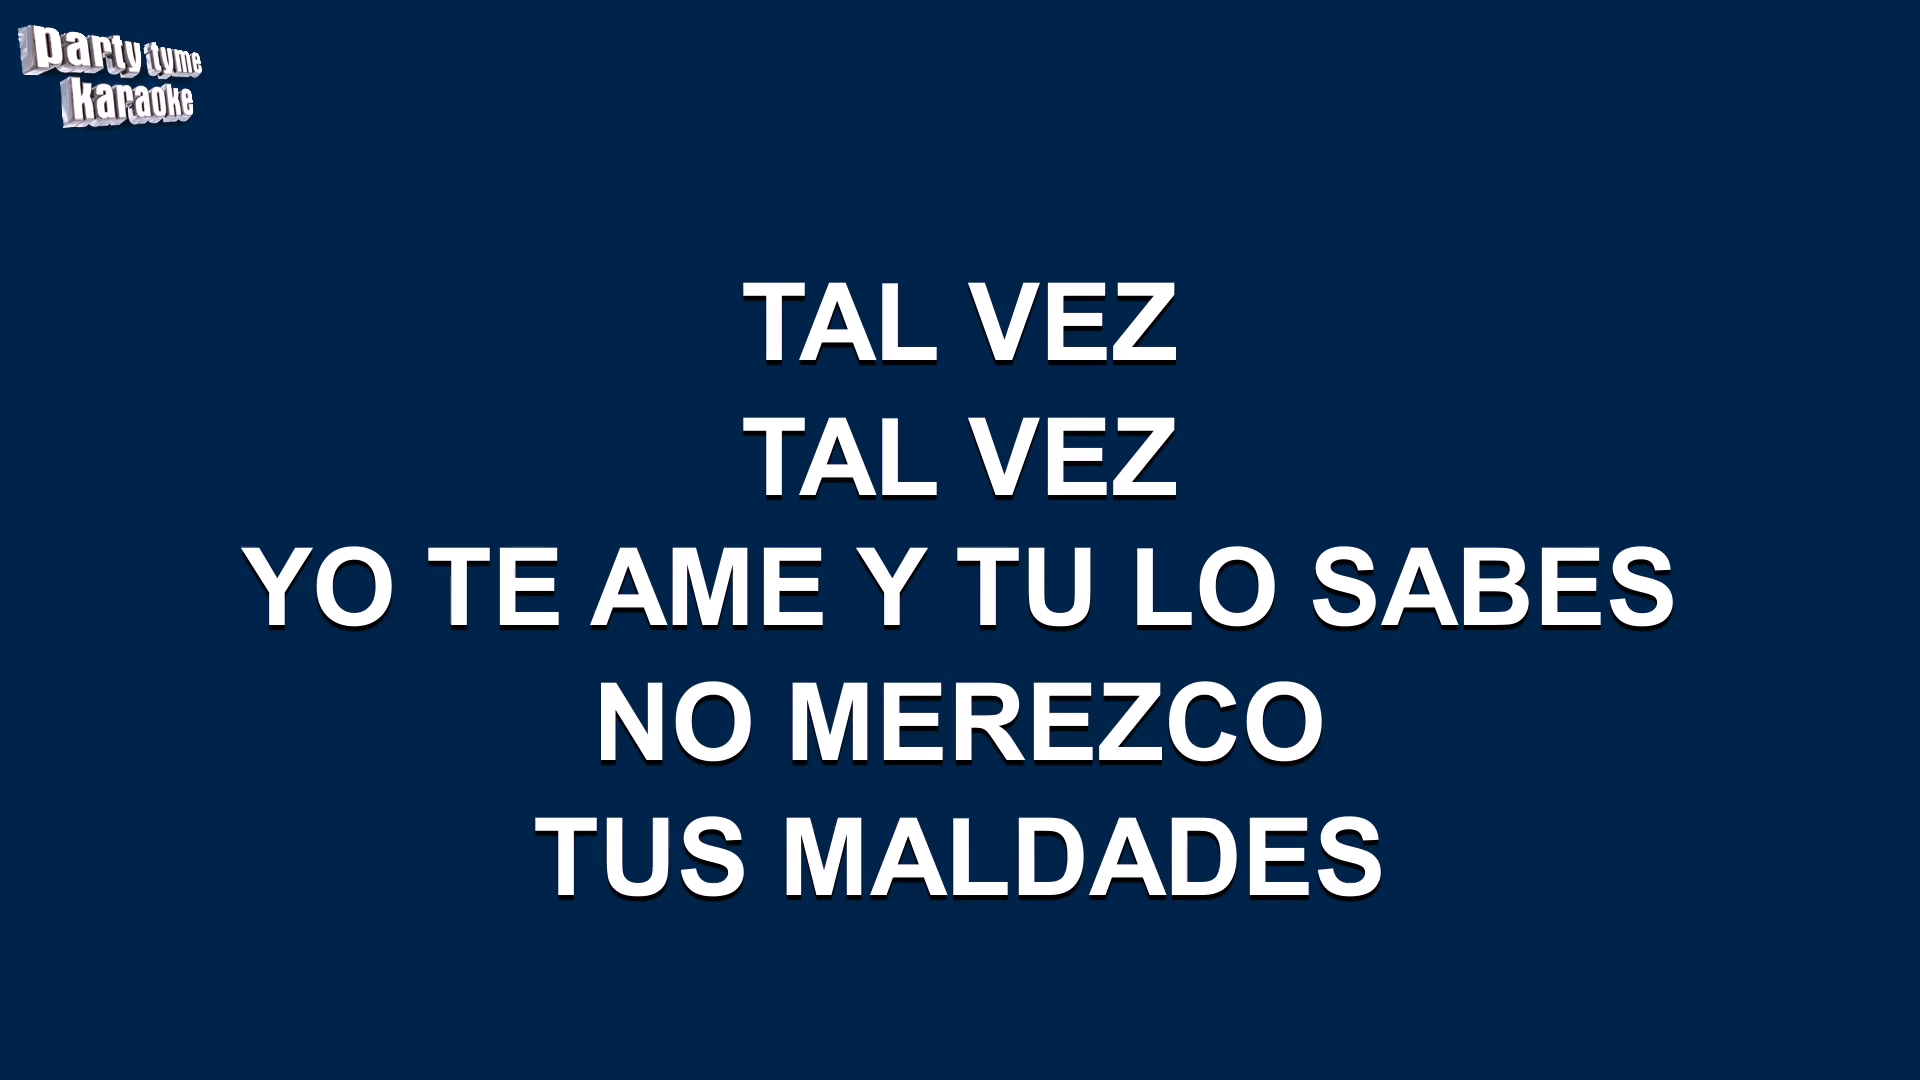 party tyme
karaoke
TAL VEZ
TAL VEZ
YO TE AME Y TU LO SABES
NO MEREZCO
TUS MALDADES